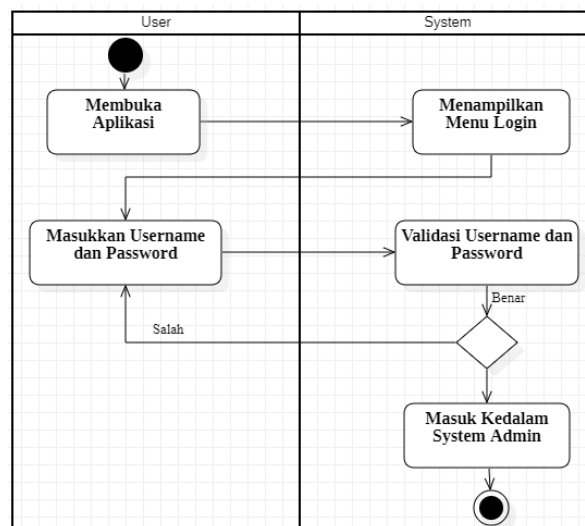 User
System
Membuka
Aplikasi
Menampilkan
Menu Login
Masukkan Username
dan Password
Validasi Username dan
Password
Benar
Salah
Masuk Kedalam
System Admin